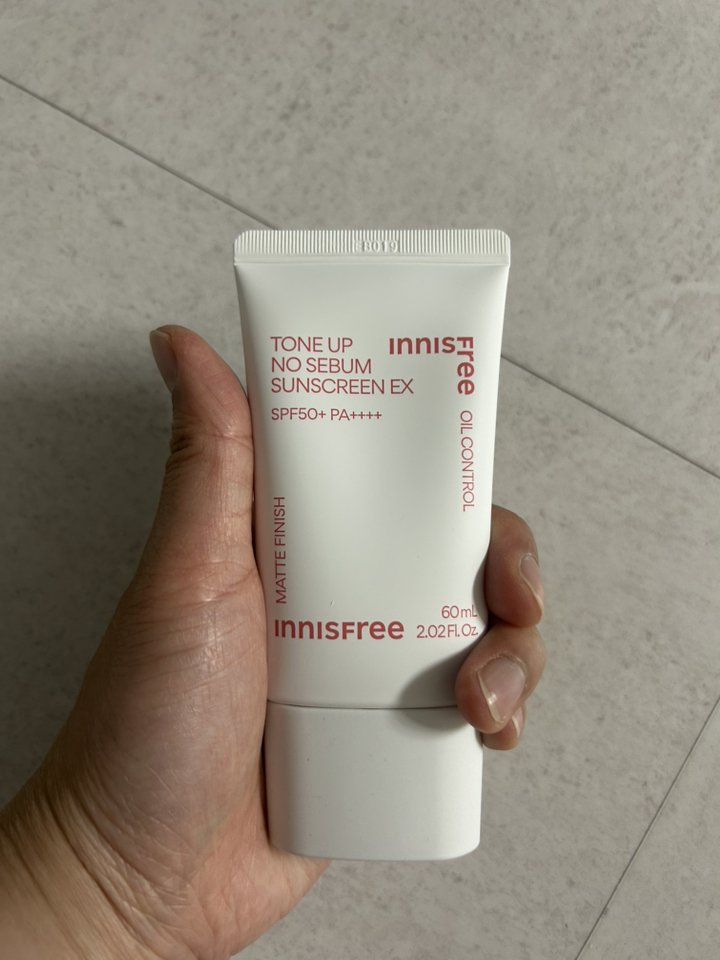 TONE UP
NO SEBUM
SUNSCREEN EX
SPF50+ PA++++
INNISFree
OIL CONTROL
MATTE FINISH
INNISFree
60 mL
2.02 Fl. Oz.